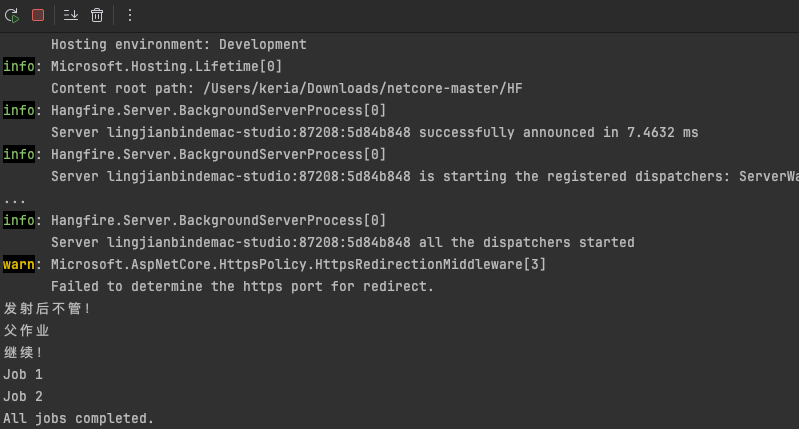 Hosting environment: Development
info: Microsoft.Hosting.Lifetime[0]
Content root path: /Users/keria/Downloads/netcore-master/HF
info: Hangfire.Server.BackgroundServerProcess[0]
Server lingjianbindemac-studio:87208:5d84b848 successfully announced in 7.4632 ms
info: Hangfire.Server.BackgroundServerProcess[0]
Server lingjianbindemac-studio:87208:5d84b848 is starting the registered dispatchers: ServerWa
...
info: Hangfire.Server.BackgroundServerProcess[0]
Server lingjianbindemac-studio:87208:5d84b848 all the dispatchers started
warn: Microsoft.AspNetCore.HttpsPolicy.HttpsRedirectionMiddleware[3]
Failed to determine the https port for redirect.
发射后不管！
父作业
继续！
Job 1
Job 2
All jobs completed.